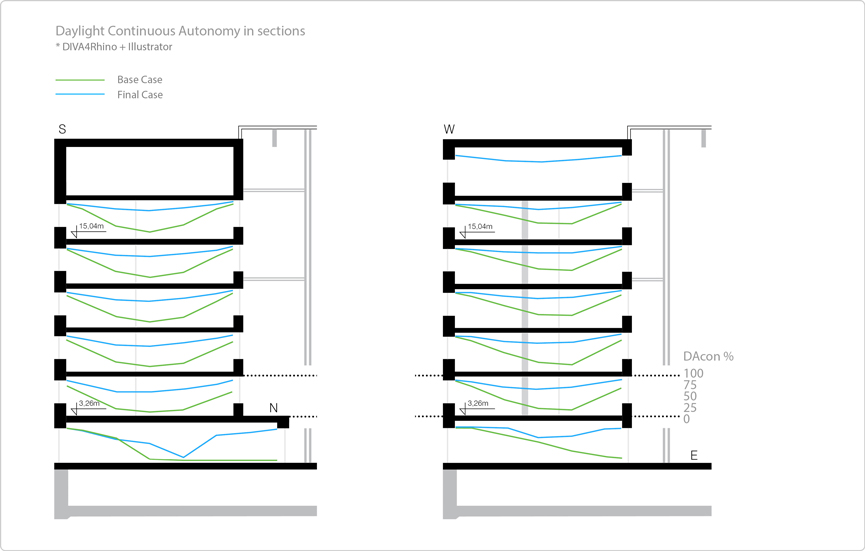 Daylight Continuous Autonomy in sections
* DIVA4Rhino + Illustrator
Base Case
Final Case
S
W
15,04m
15,04m
DAcon %
100
75
50
25
0
3,26m
N
3,26m
E